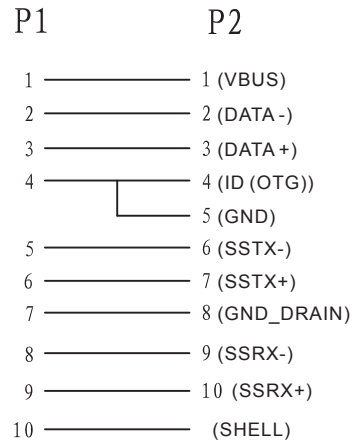 P1 P2
1 1 (VBUS)
2 2 (DATA -)
3 3 (DATA +)
4 4 (ID (OTG))
5 (GND)
5 6 (SSTX-)
6 7 (SSTX+)
7 8 (GND_DRAIN)
8 9 (SSRX-)
9 10 (SSRX+)
10 (SHELL)